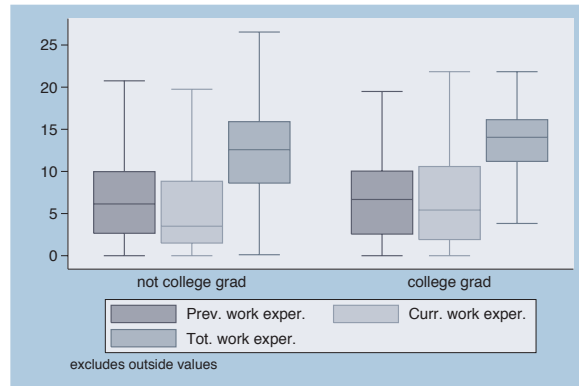 25
20
15
10
5
0
not college grad
college grad
Prev. work exper.
Curr. work exper.
Tot. work exper.
excludes outside values